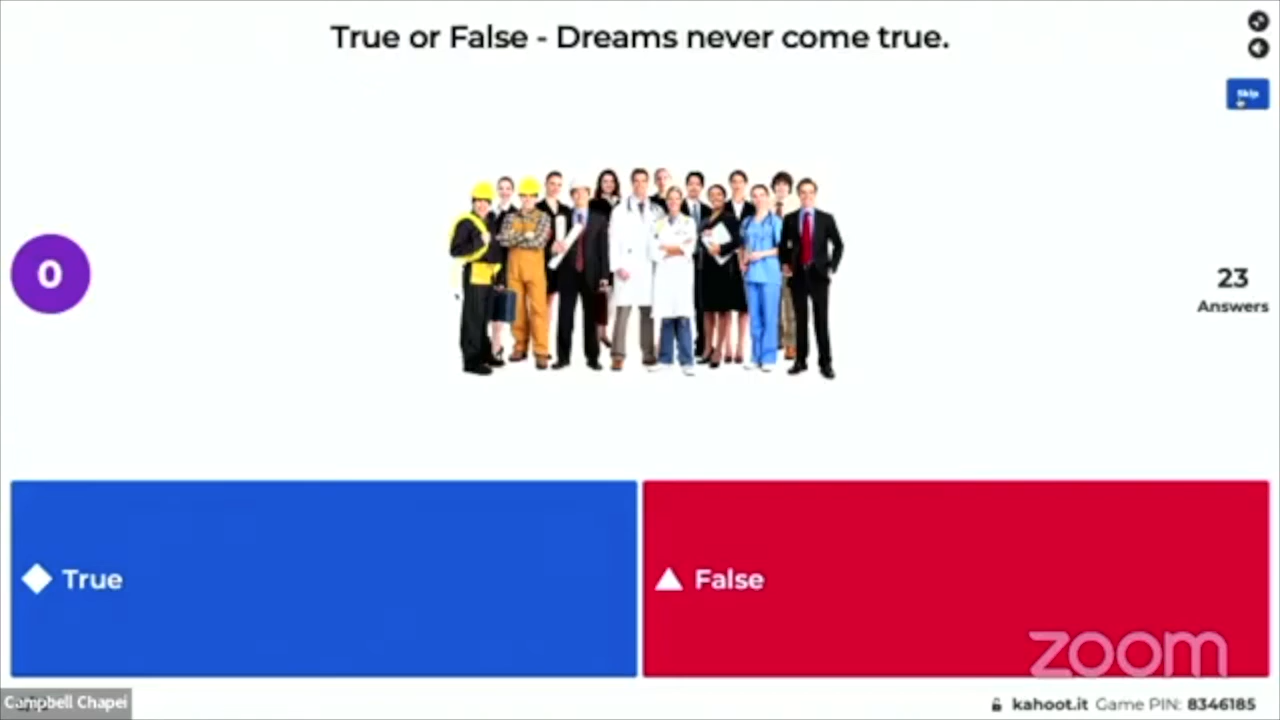 True or False - Dreams never come true.
Skip
0
23
Answers
True
False
zoom
Campbell Chapel
kahoot.it Game PIN: 8346185